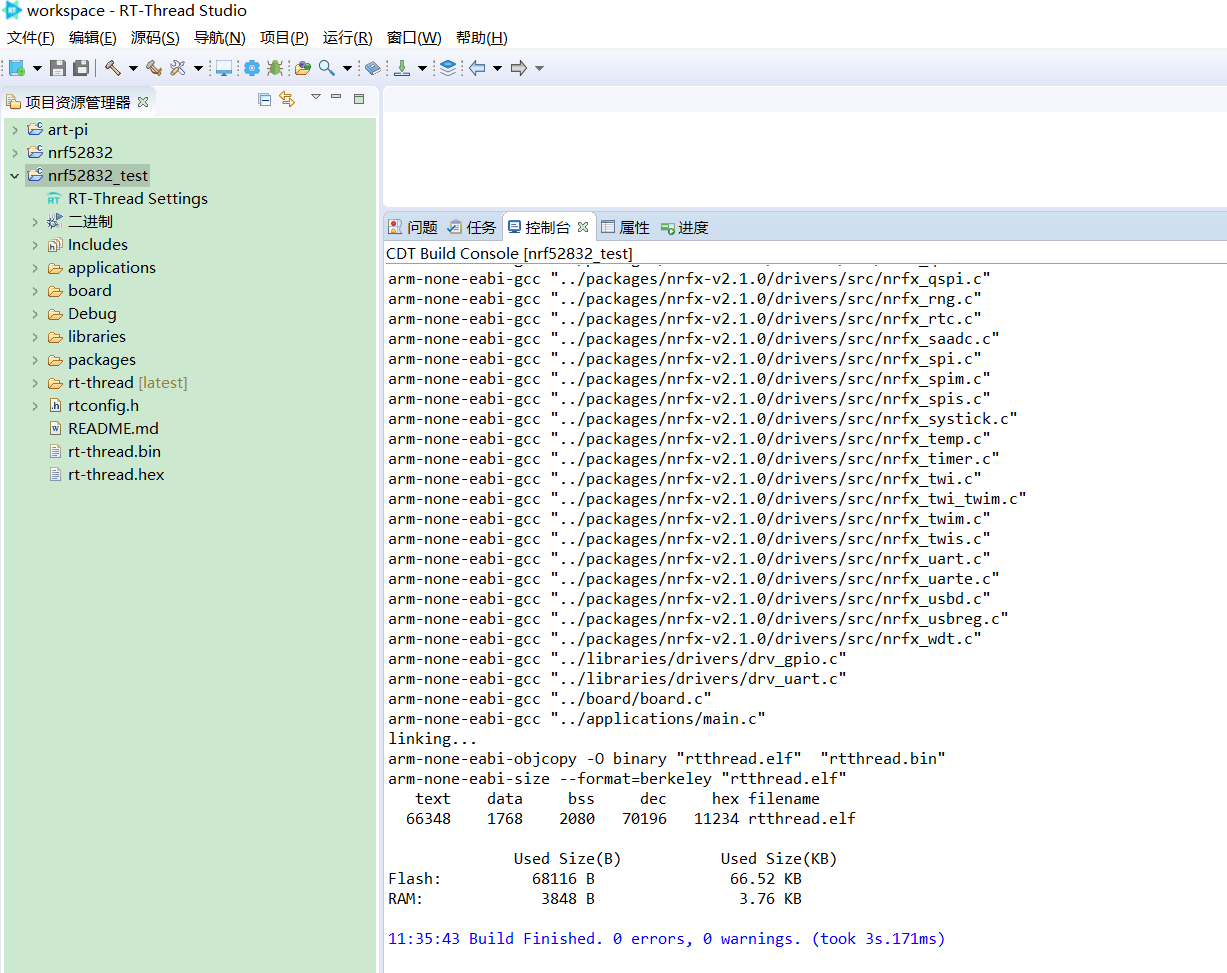 workspace - RT-Thread Studio
文件(F) 编辑(E) 源码(S) 导航(N) 项目(P) 运行(R) 窗口(W) 帮助(H)
项目资源管理器
art-pi
nrf52832
nrf52832_test
RT-Thread Settings
二进制
Includes
applications
board
Debug
libraries
packages
rt-thread [latest]
rtconfig.h
README.md
rt-thread.bin
rt-thread.hex
问题 任务 控制台 属性 进度
CDT Build Console [nrf52832_test]
arm-none-eabi-gcc "../packages/nrfx-v2.1.0/drivers/src/nrfx_qspi.c"
arm-none-eabi-gcc "../packages/nrfx-v2.1.0/drivers/src/nrfx_rng.c"
arm-none-eabi-gcc "../packages/nrfx-v2.1.0/drivers/src/nrfx_rtc.c"
arm-none-eabi-gcc "../packages/nrfx-v2.1.0/drivers/src/nrfx_saadc.c"
arm-none-eabi-gcc "../packages/nrfx-v2.1.0/drivers/src/nrfx_spi.c"
arm-none-eabi-gcc "../packages/nrfx-v2.1.0/drivers/src/nrfx_spim.c"
arm-none-eabi-gcc "../packages/nrfx-v2.1.0/drivers/src/nrfx_spis.c"
arm-none-eabi-gcc "../packages/nrfx-v2.1.0/drivers/src/nrfx_systick.c"
arm-none-eabi-gcc "../packages/nrfx-v2.1.0/drivers/src/nrfx_temp.c"
arm-none-eabi-gcc "../packages/nrfx-v2.1.0/drivers/src/nrfx_timer.c"
arm-none-eabi-gcc "../packages/nrfx-v2.1.0/drivers/src/nrfx_twi.c"
arm-none-eabi-gcc "../packages/nrfx-v2.1.0/drivers/src/nrfx_twi_twim.c"
arm-none-eabi-gcc "../packages/nrfx-v2.1.0/drivers/src/nrfx_twim.c"
arm-none-eabi-gcc "../packages/nrfx-v2.1.0/drivers/src/nrfx_twis.c"
arm-none-eabi-gcc "../packages/nrfx-v2.1.0/drivers/src/nrfx_uart.c"
arm-none-eabi-gcc "../packages/nrfx-v2.1.0/drivers/src/nrfx_uarte.c"
arm-none-eabi-gcc "../packages/nrfx-v2.1.0/drivers/src/nrfx_usbd.c"
arm-none-eabi-gcc "../packages/nrfx-v2.1.0/drivers/src/nrfx_usbreg.c"
arm-none-eabi-gcc "../packages/nrfx-v2.1.0/drivers/src/nrfx_wdt.c"
arm-none-eabi-gcc "../libraries/drivers/drv_gpio.c"
arm-none-eabi-gcc "../libraries/drivers/drv_uart.c"
arm-none-eabi-gcc "../board/board.c"
arm-none-eabi-gcc "../applications/main.c"
linking...
arm-none-eabi-objcopy -O binary "rtthread.elf"  "rtthread.bin"
arm-none-eabi-size --format=berkeley "rtthread.elf"
text data bss dec hex filename
66348 1768 2080 70196 11234 rtthread.elf
Used Size(B) Used Size(KB)
Flash: 68116 B 66.52 KB
RAM: 3848 B 3.76 KB
11:35:43 Build Finished. 0 errors, 0 warnings. (took 3s.171ms)